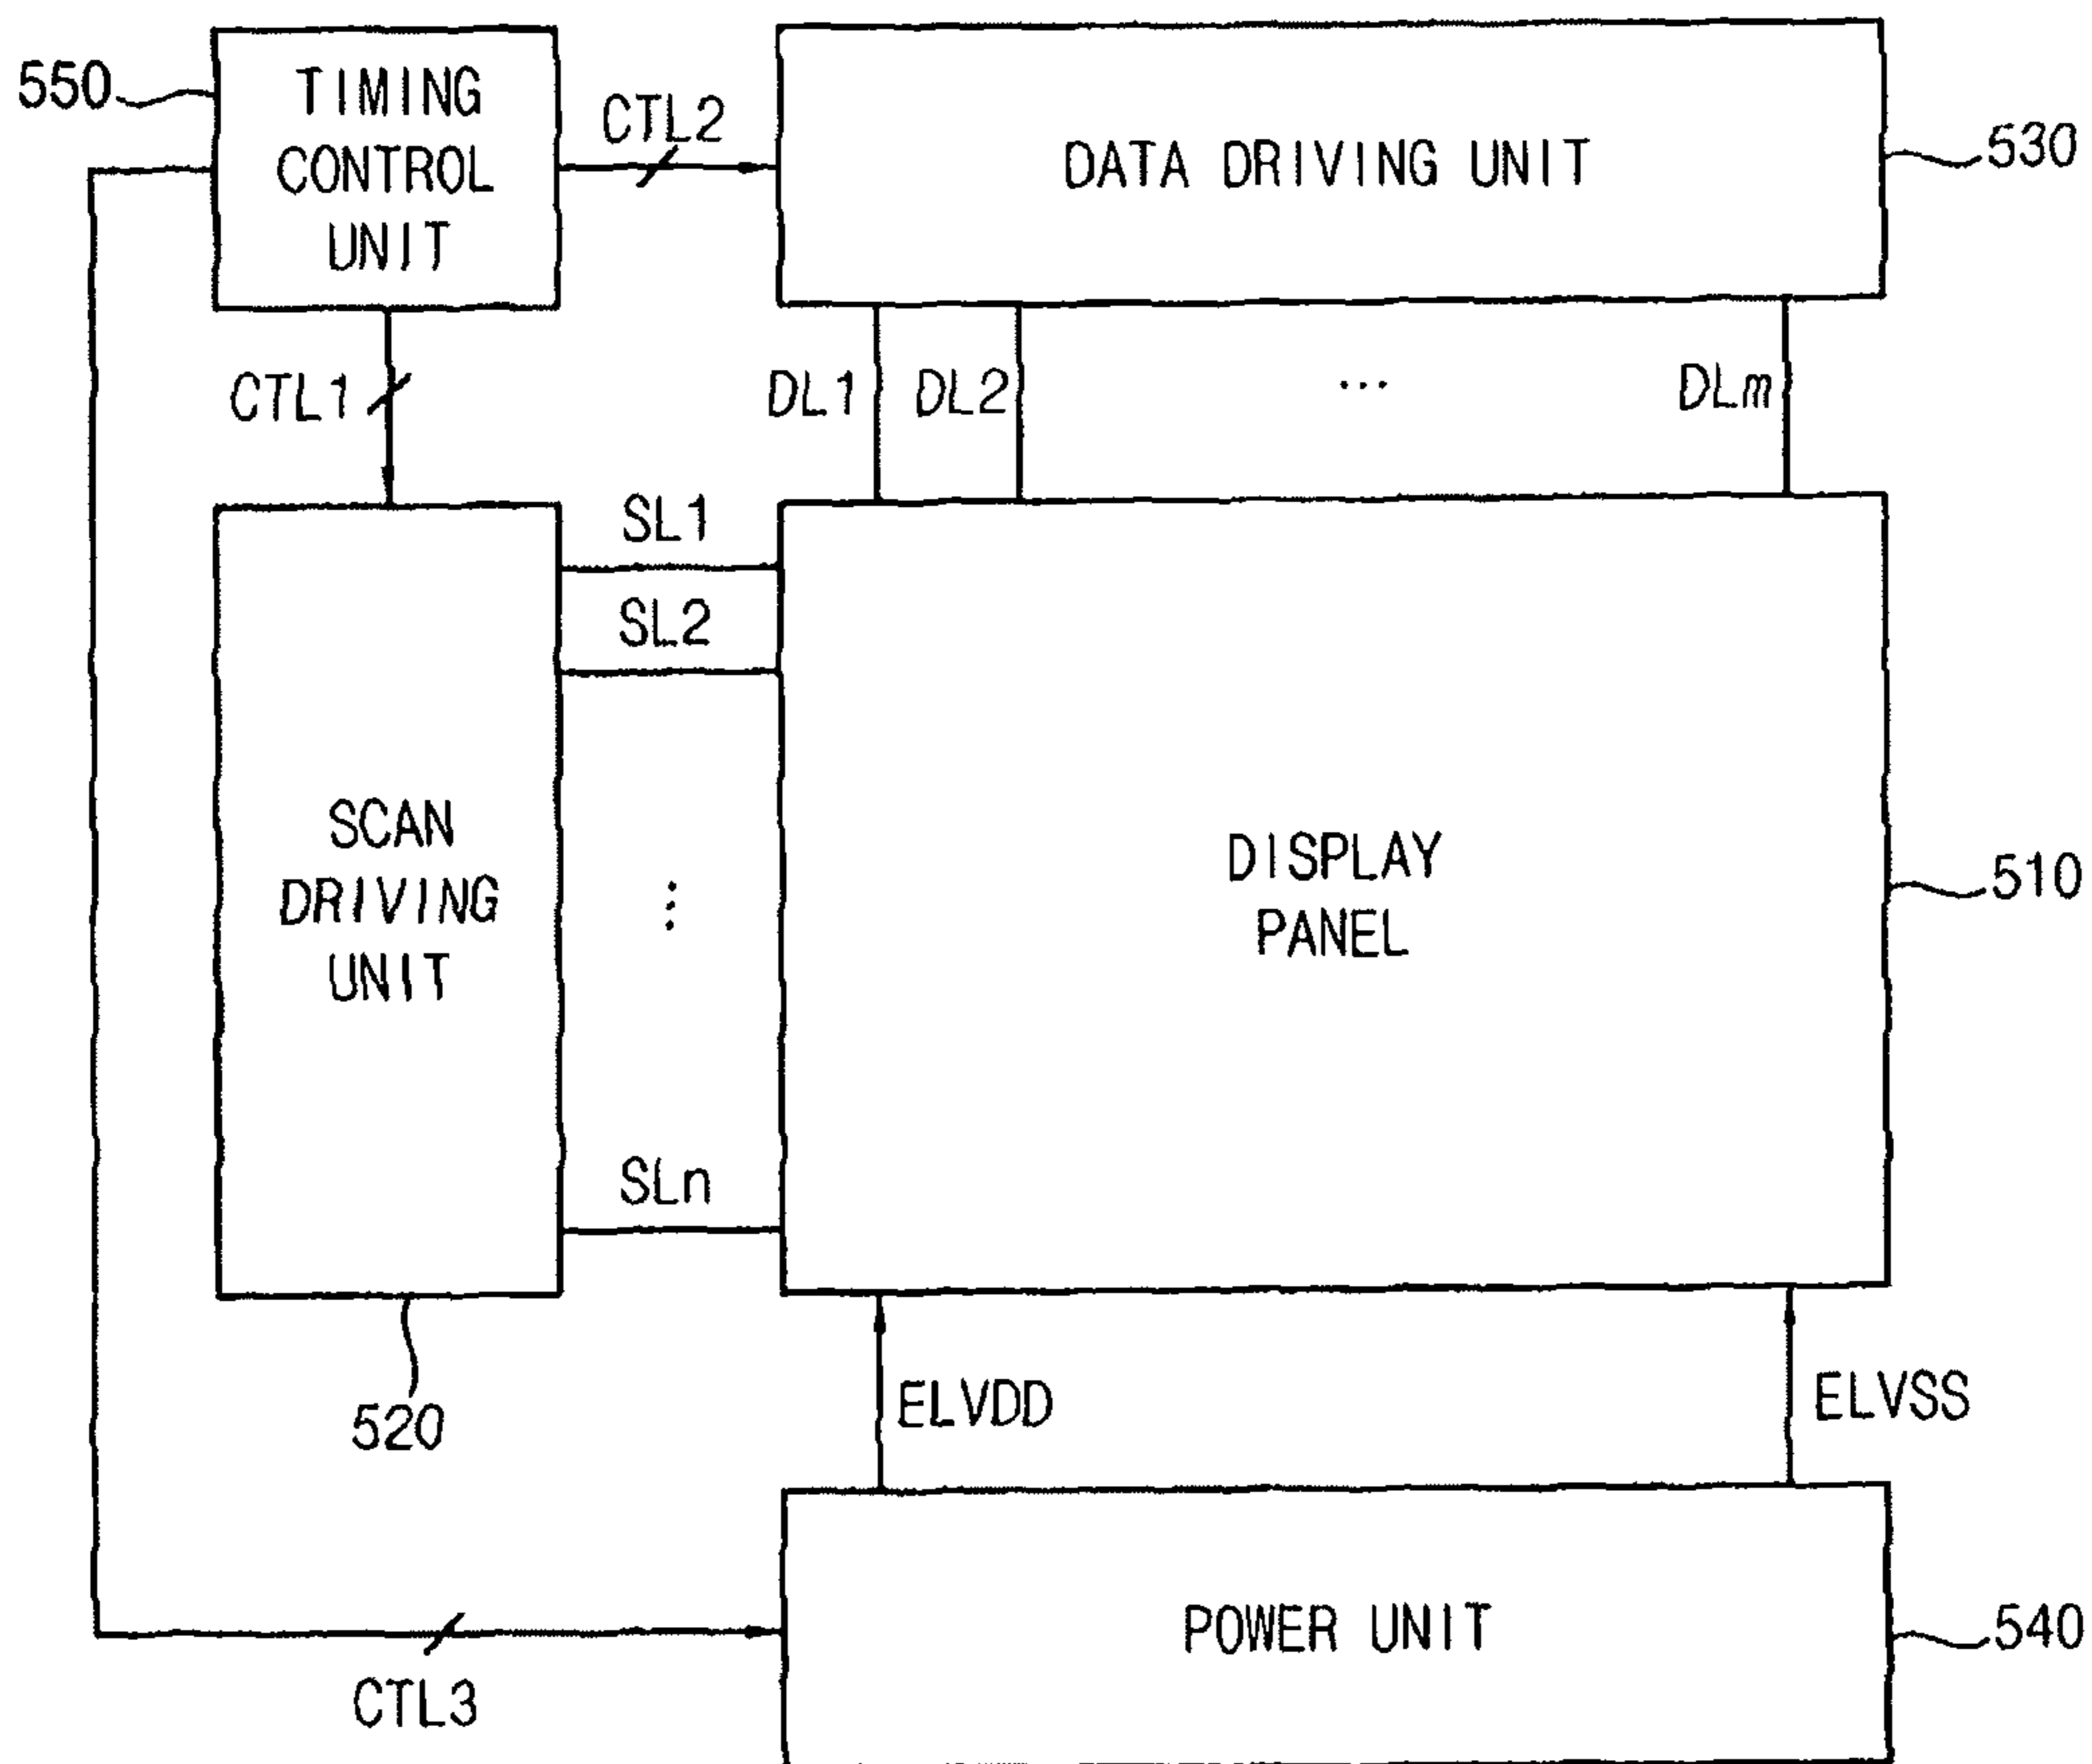 550
TIMING
CONTROL
UNIT
CTL2
DATA DRIVING UNIT
530
CTL1
DL1
DL2
...
DLm
SL1
SL2
SCAN
DRIVING
UNIT
...
DISPLAY
PANEL
510
SLn
520
ELVDD
ELVSS
POWER UNIT
540
CTL3